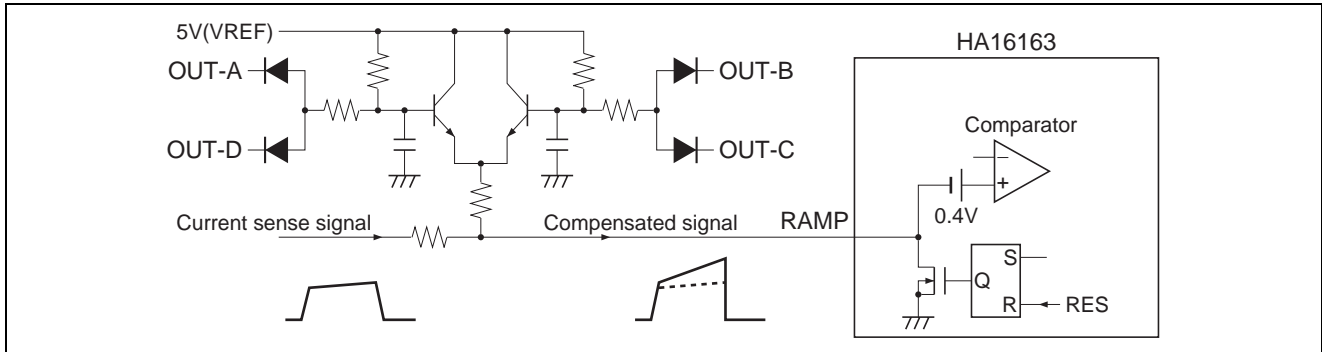 5V(VREF)
HA16163
OUT-A
OUT-B
OUT-D
OUT-C
Comparator
−
+
0.4V
Current sense signal
Compensated signal
RAMP
S
Q
R
RES